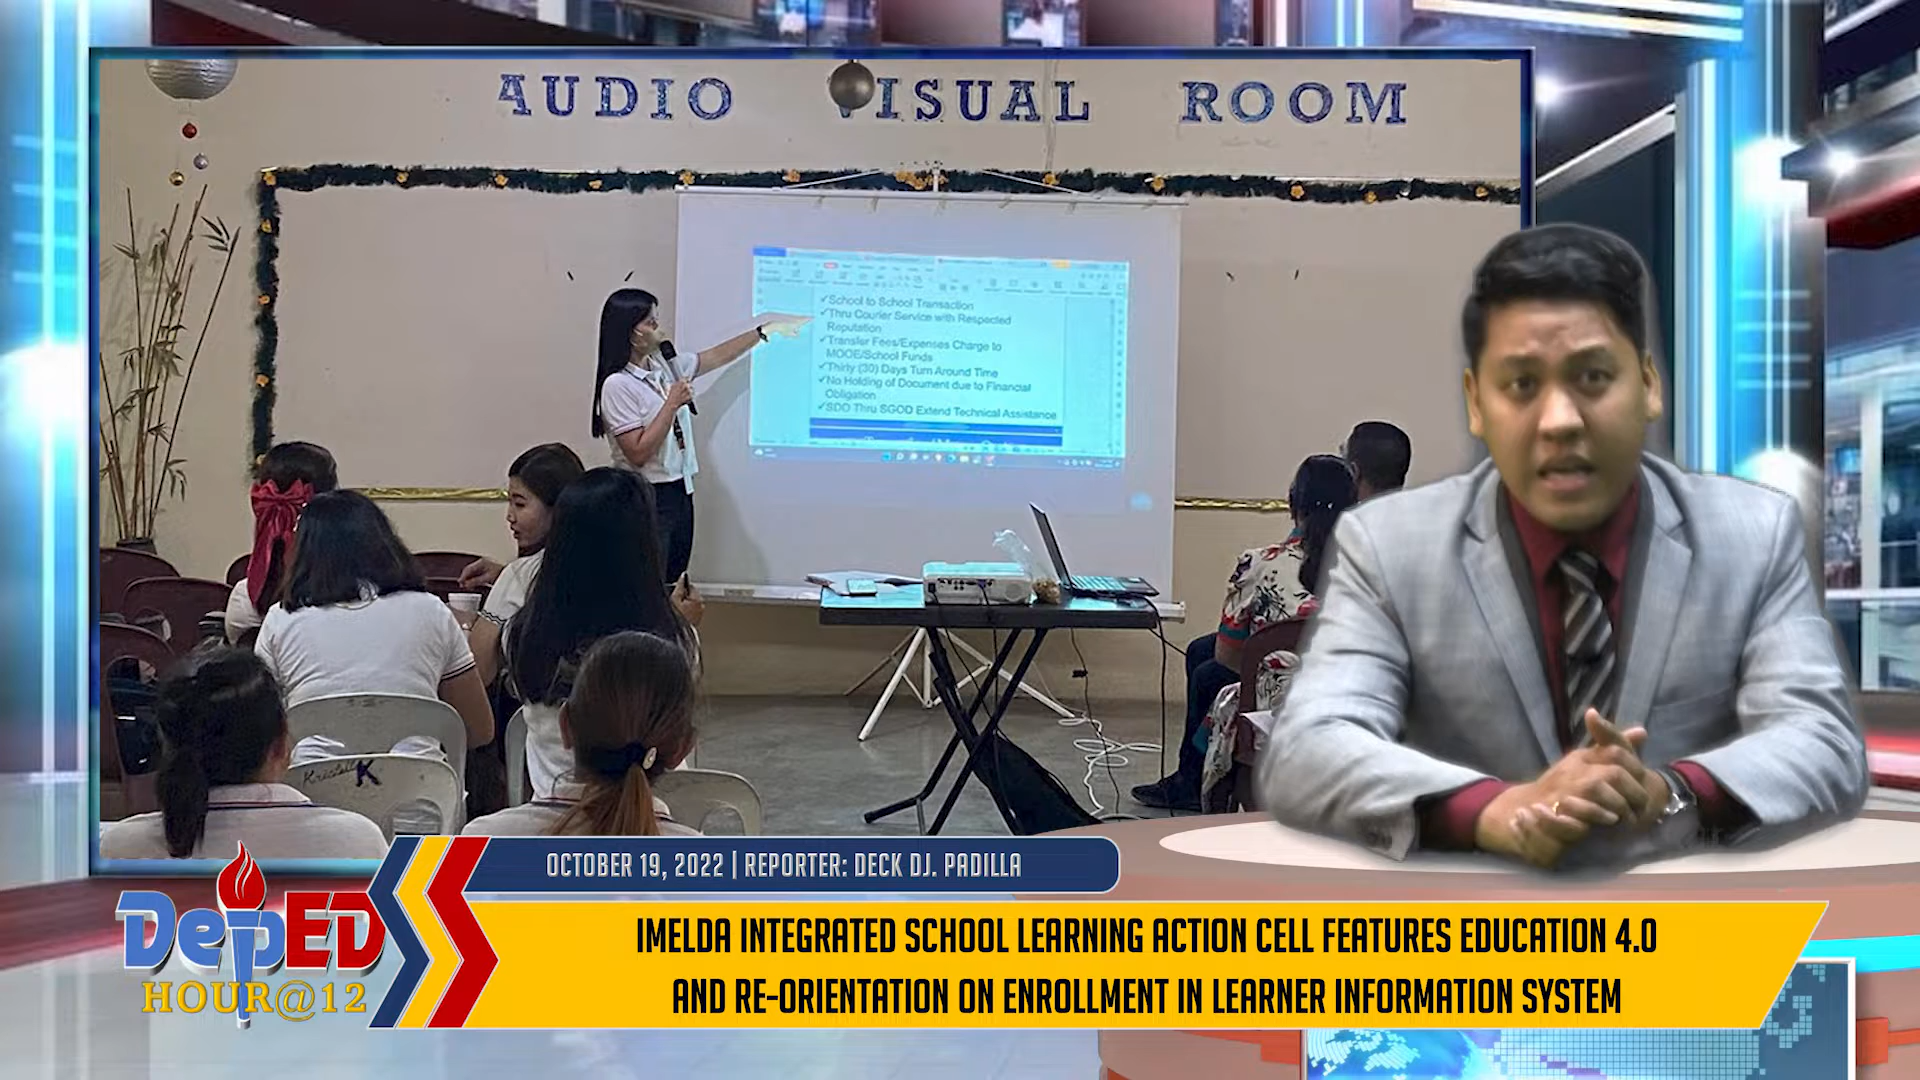 AUDIO VISUAL ROOM
✓School to School Transaction
✓Thru Courier Service with Respected
Reputation
✓Transfer Fees/Expenses Charge to
MOOE/School Funds
✓Thirty (30) Days Turn Around Time
✓No Holding of Document due to Financial
Obligation
✓SDO Thru SGOD Extend Technical Assistance
K
OCTOBER 19, 2022 | REPORTER: DECK DJ. PADILLA
DepED
HOUR@12
IMELDA INTEGRATED SCHOOL LEARNING ACTION CELL FEATURES EDUCATION 4.0
AND RE-ORIENTATION ON ENROLLMENT IN LEARNER INFORMATION SYSTEM